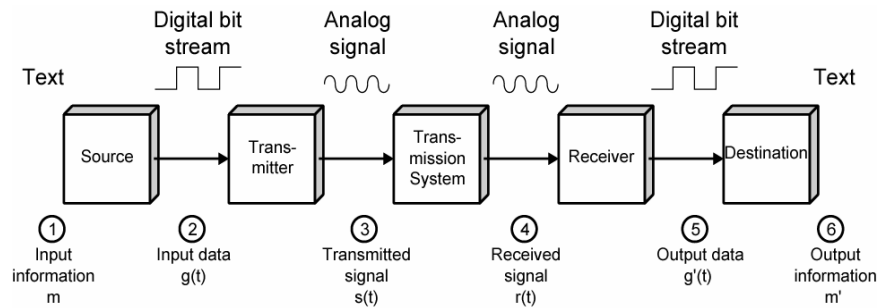 Digital bit
stream
Analog
signal
Analog
signal
Digital bit
stream
Text
Text
Source
Trans-
mitter
Trans-
mission
System
Receiver
Destination
1
Input
information
m
2
Input data
g(t)
3
Transmitted
signal
s(t)
4
Received
signal
r(t)
5
Output data
g'(t)
6
Output
information
m'